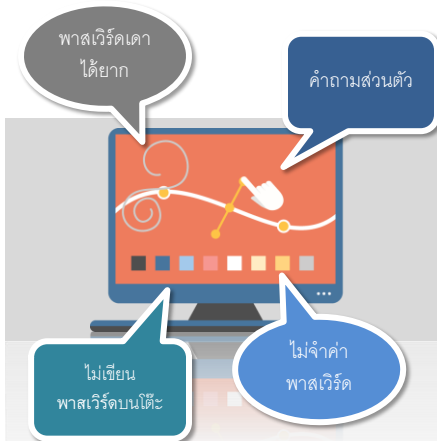 พาสเวิร์ดเดา
ได้ยาก
คำถามส่วนตัว
ไม่เขียน
พาสเวิร์ดบนโต๊ะ
ไม่จำค่า
พาสเวิร์ด